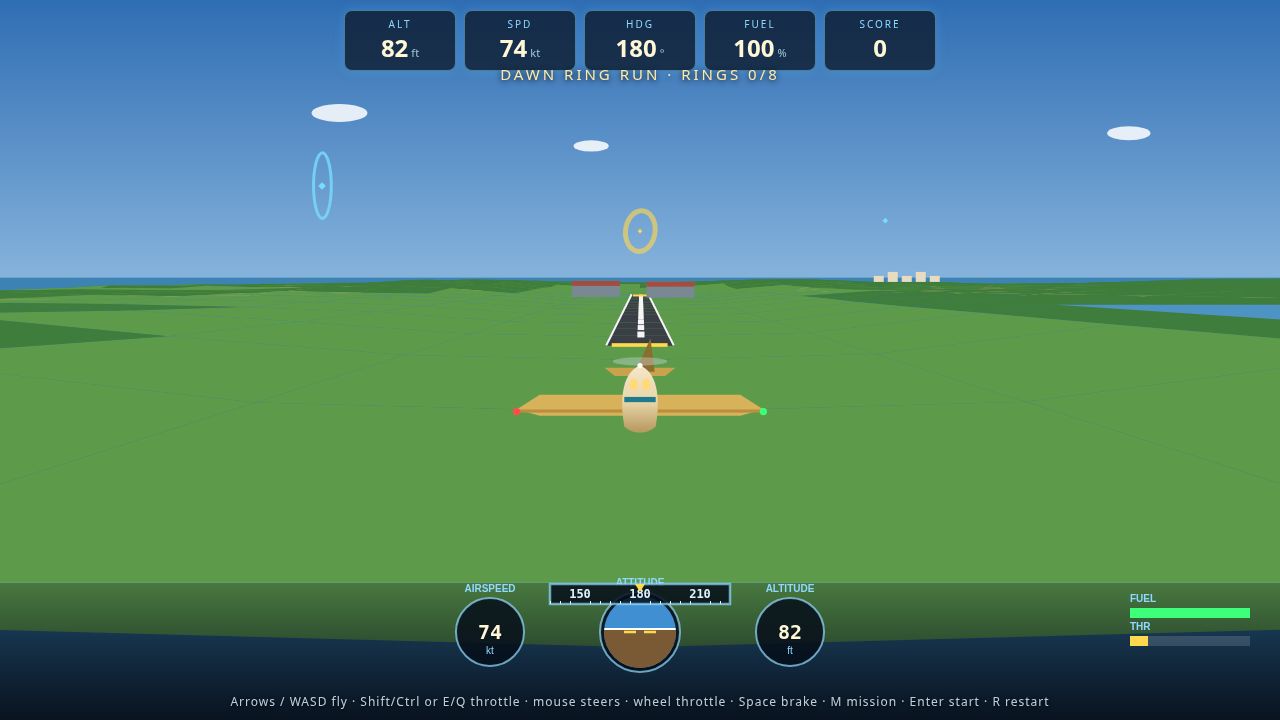 ALT SPD HDG FUEL SCORE
82 ft 74 kt 180 ° 100 % 0
DAWN RING RUN · RINGS 0/8
AIRSPEED ATTITUDE ALTITUDE
150 180 210
74 kt
82 ft
FUEL
THR
Arrows / WASD fly · Shift/Ctrl or E/Q throttle · mouse steers · wheel throttle · Space brake · M mission · Enter start · R restart